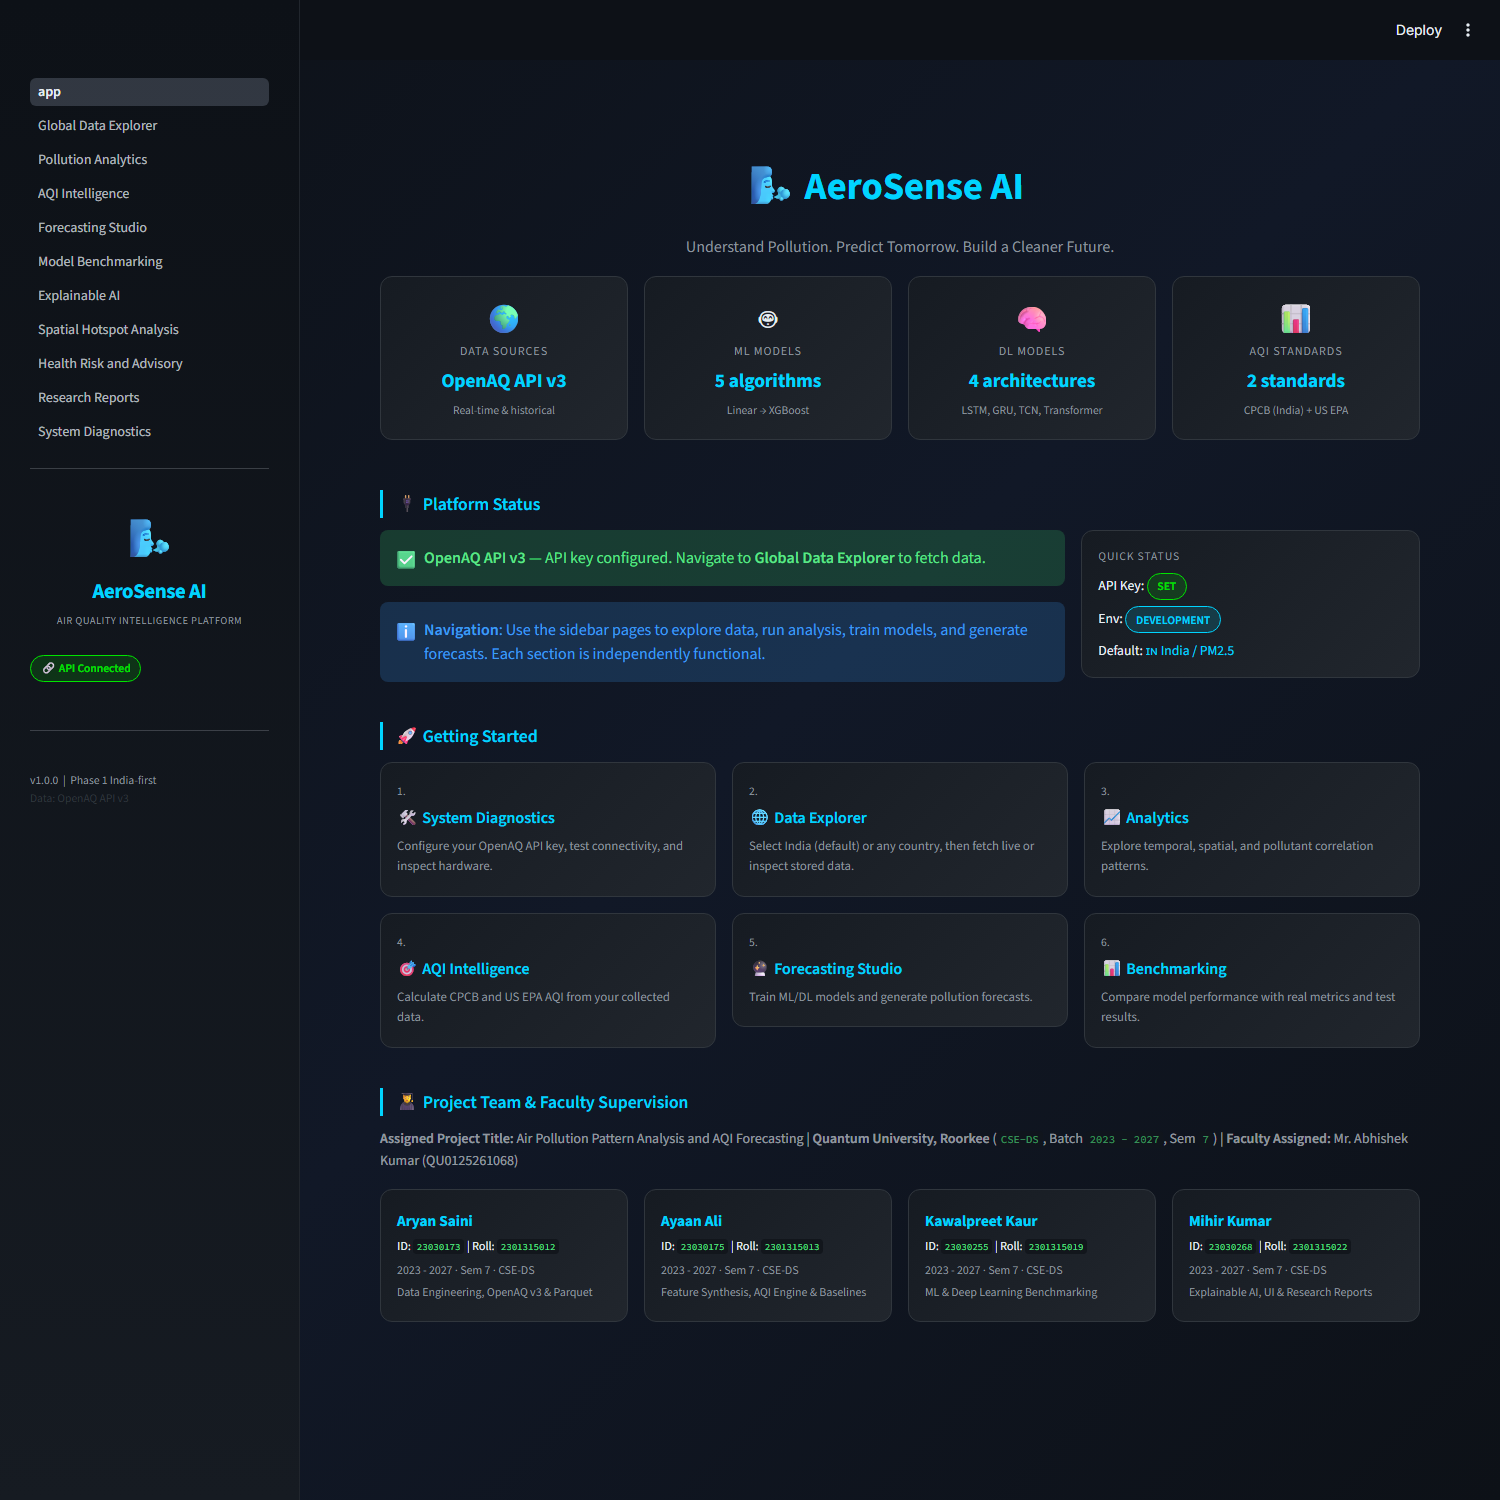 Deploy
app
Global Data Explorer
Pollution Analytics
AQI Intelligence
Forecasting Studio
Model Benchmarking
Explainable AI
Spatial Hotspot Analysis
Health Risk and Advisory
Research Reports
System Diagnostics
AeroSense AI
AIR QUALITY INTELLIGENCE PLATFORM
API Connected
v1.0.0 | Phase 1 India-first
Data: OpenAQ API v3
AeroSense AI
Understand Pollution. Predict Tomorrow. Build a Cleaner Future.
DATA SOURCES
OpenAQ API v3
Real-time & historical
ML MODELS
5 algorithms
Linear → XGBoost
DL MODELS
4 architectures
LSTM, GRU, TCN, Transformer
AQI STANDARDS
2 standards
CPCB (India) + US EPA
Platform Status
OpenAQ API v3 — API key configured. Navigate to Global Data Explorer to fetch data.
Navigation: Use the sidebar pages to explore data, run analysis, train models, and generate
forecasts. Each section is independently functional.
QUICK STATUS
API Key: SET
Env: DEVELOPMENT
Default: IN India / PM2.5
Getting Started
1.
System Diagnostics
Configure your OpenAQ API key, test connectivity, and
inspect hardware.
2.
Data Explorer
Select India (default) or any country, then fetch live or
inspect stored data.
3.
Analytics
Explore temporal, spatial, and pollutant correlation
patterns.
4.
AQI Intelligence
Calculate CPCB and US EPA AQI from your collected
data.
5.
Forecasting Studio
Train ML/DL models and generate pollution forecasts.
6.
Benchmarking
Compare model performance with real metrics and test
results.
Project Team & Faculty Supervision
Assigned Project Title: Air Pollution Pattern Analysis and AQI Forecasting | Quantum University, Roorkee ( CSE-DS , Batch 2023 - 2027 , Sem 7 ) | Faculty Assigned: Mr. Abhishek
Kumar (QU0125261068)
Aryan Saini
ID: 23030173 | Roll: 2301315012
2023 - 2027 · Sem 7 · CSE-DS
Data Engineering, OpenAQ v3 & Parquet
Ayaan Ali
ID: 23030175 | Roll: 2301315013
2023 - 2027 · Sem 7 · CSE-DS
Feature Synthesis, AQI Engine & Baselines
Kawalpreet Kaur
ID: 23030255 | Roll: 2301315019
2023 - 2027 · Sem 7 · CSE-DS
ML & Deep Learning Benchmarking
Mihir Kumar
ID: 23030268 | Roll: 2301315022
2023 - 2027 · Sem 7 · CSE-DS
Explainable AI, UI & Research Reports